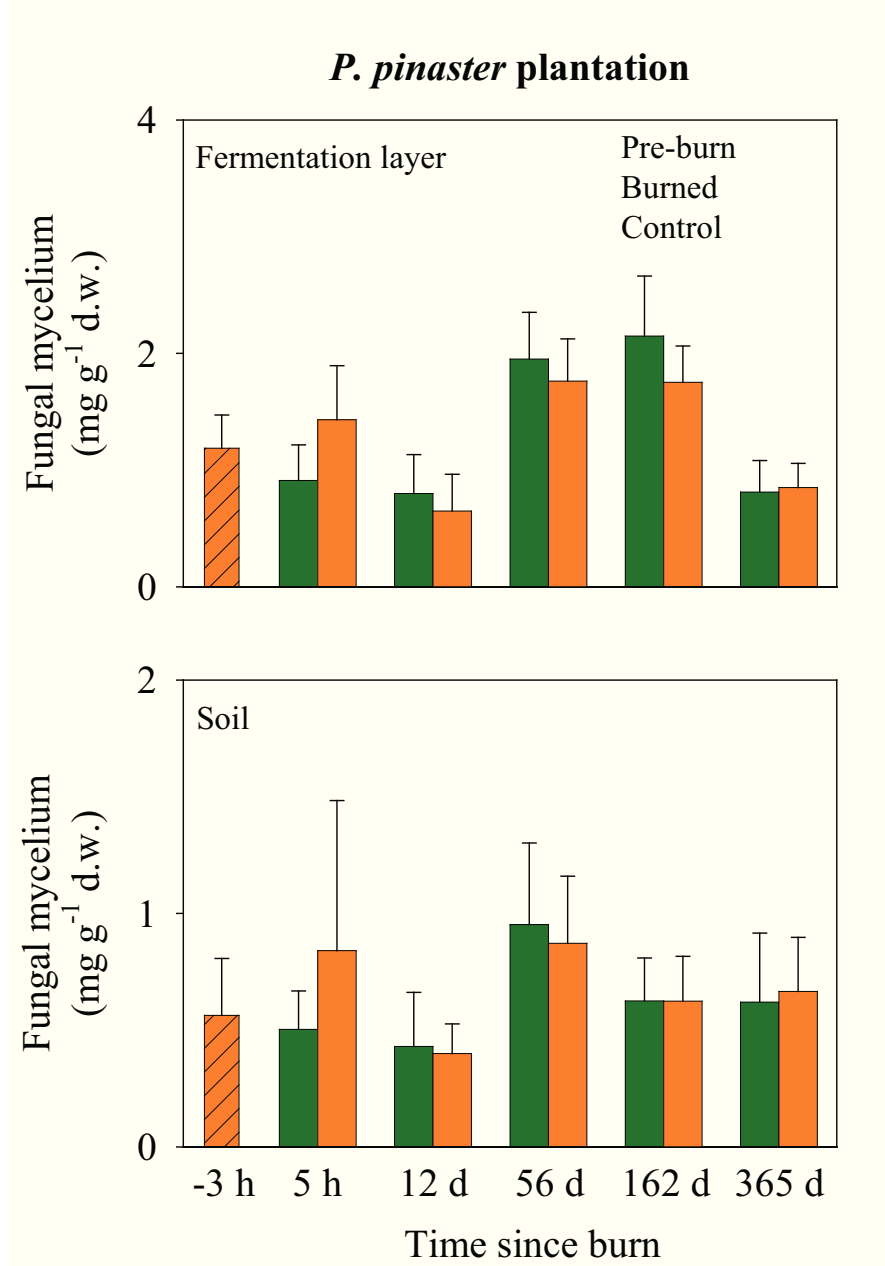 P. pinaster plantation
Fungal mycelium
(mg g⁻¹ d.w.)
4
2
0
Fermentation layer
Pre-burn
Burned
Control
Fungal mycelium
(mg g⁻¹ d.w.)
2
1
0
Soil
-3 h 5 h 12 d 56 d 162 d 365 d
Time since burn